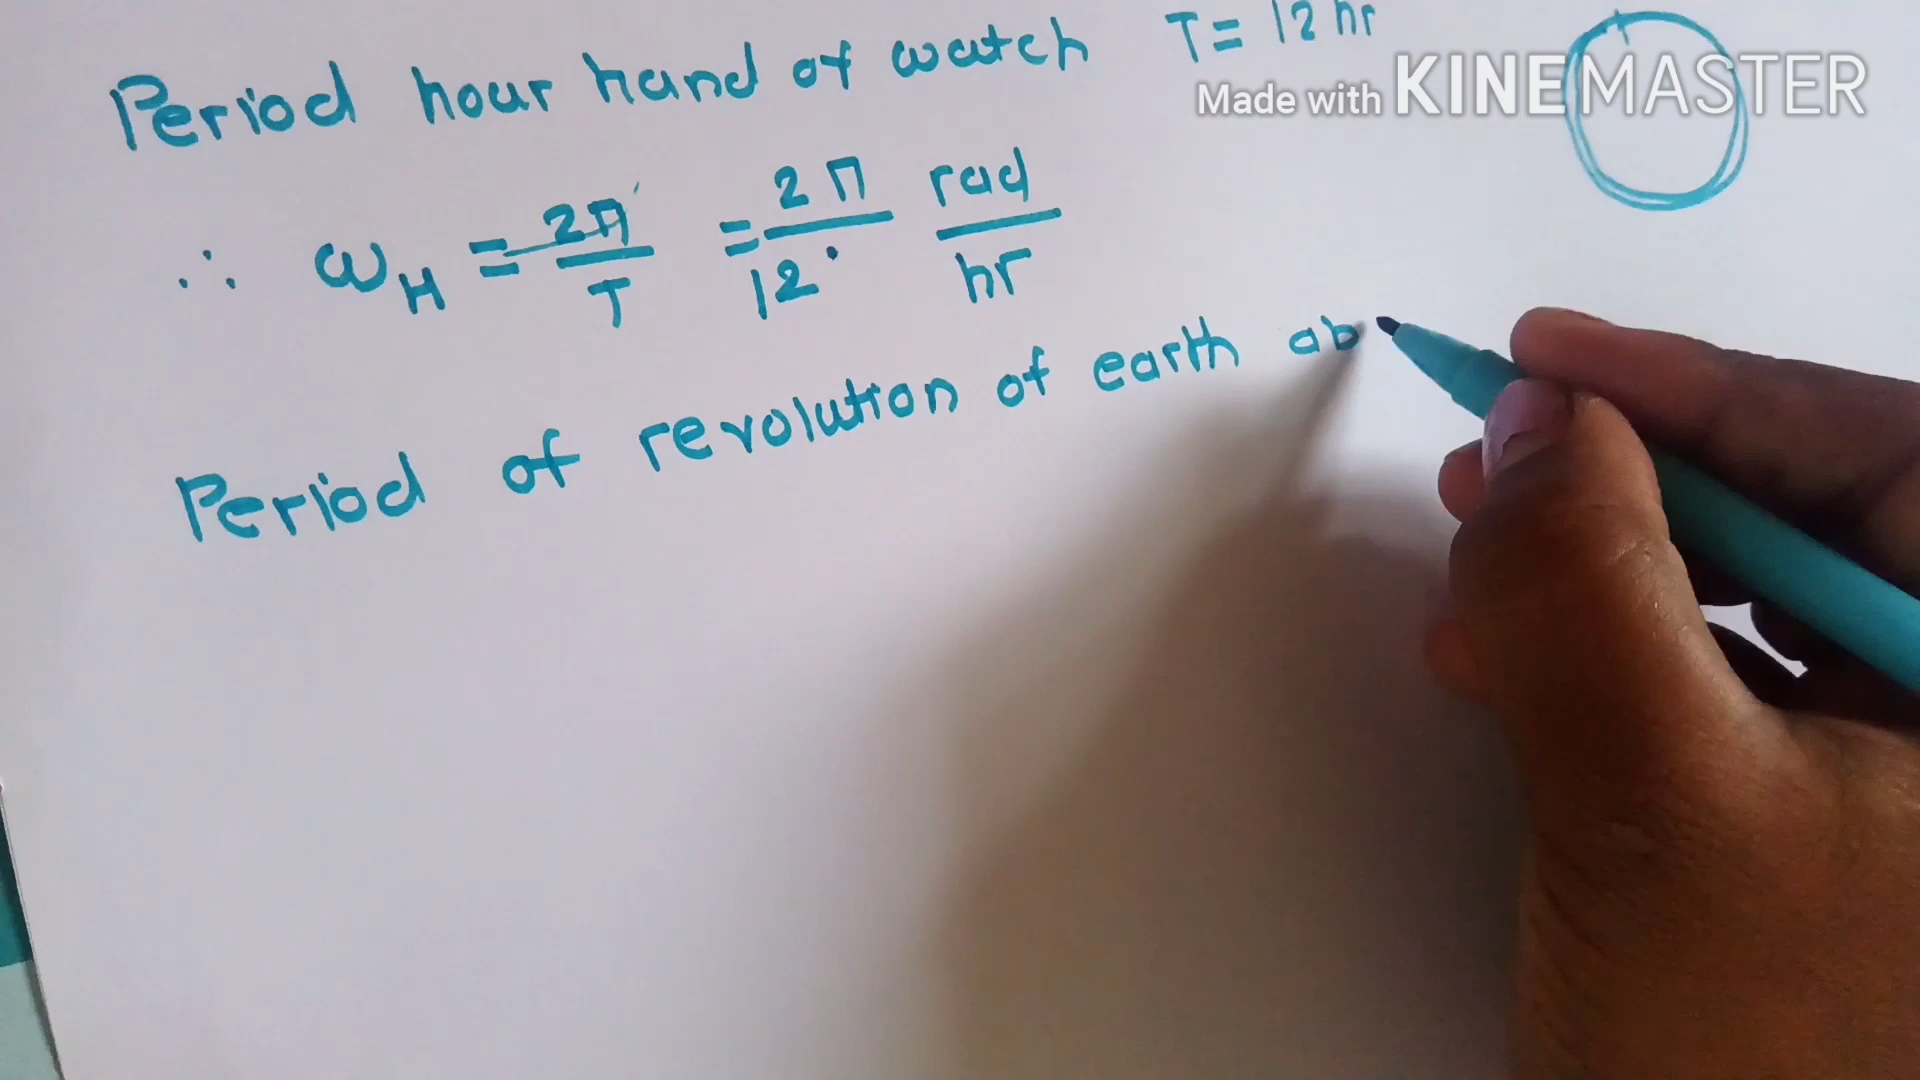 Period hour hand of watch T = 12 hr
Made with KINEMASTER
∴ ω_H = 2π/T = 2π/12 rad/hr
Period of revolution of earth ab